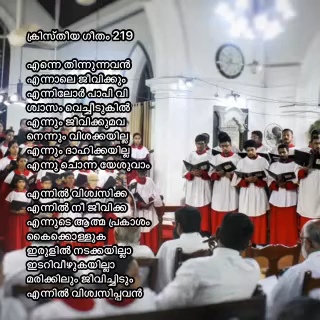 ക്രിസ്തിയ ഗിതം 219
എന്നെ തിന്നുന്നവൻ
എന്നാലെ ജീവിക്കും
എന്നിലോർ പാപി വി
ശ്വാസം വെച്ചിടുകിൽ
എന്നും ജീവിക്കുമവ
നെന്നും വിശക്കയില്ല
എന്നും ദാഹിക്കയില്ല
എന്നു ചൊന്ന യേശുവാം
എന്നിൽ വിശ്വസിക്ക
എന്നിൽ നീ ജീവിക്ക
എന്നുടെ ആത്മ പ്രകാശം
കൈക്കൊള്ളുക
ഇരുളിൽ നടക്കയില്ലാ
ഇടറിവീഴുകയില്ലാ
മരിക്കിലും ജീവിച്ചിടും
എന്നിൽ വിശ്വസിപ്പവൻ